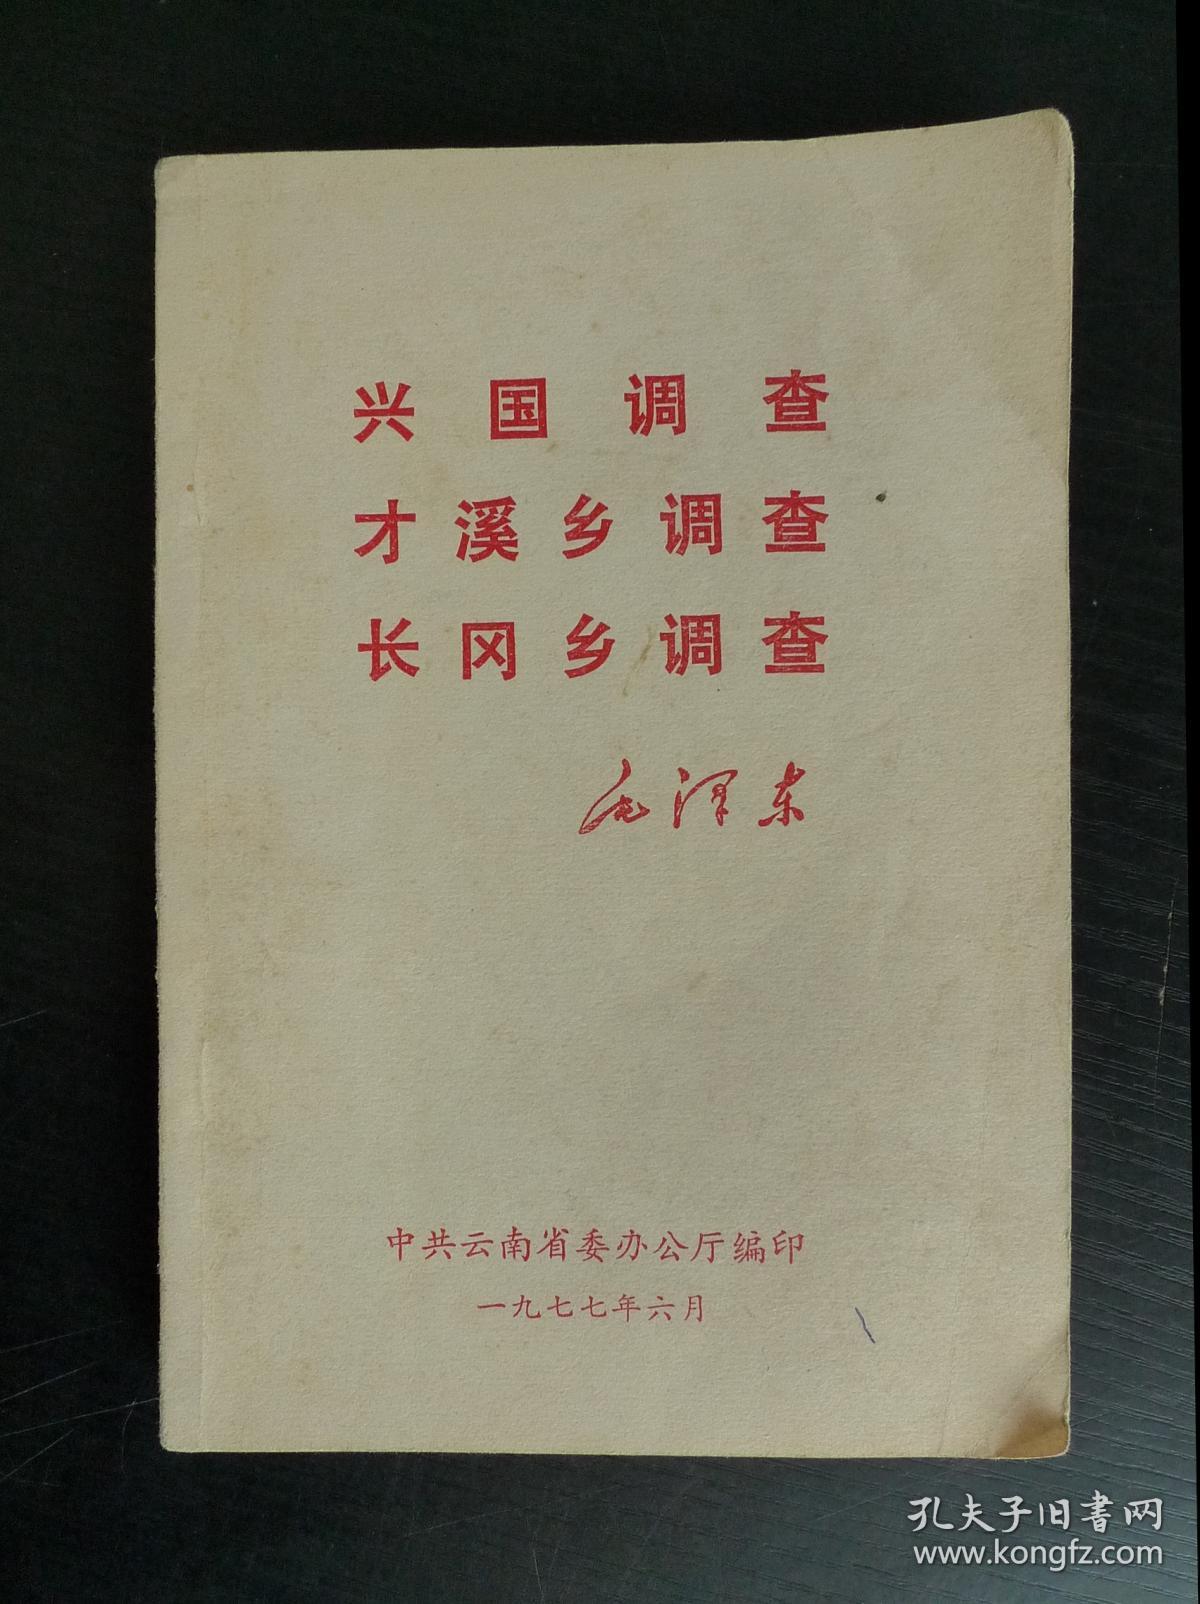 兴国调查
才溪乡调查
长冈乡调查
毛泽东
中共云南省委办公厅编印
一九七七年六月
孔夫子旧书网
www.kongfz.com